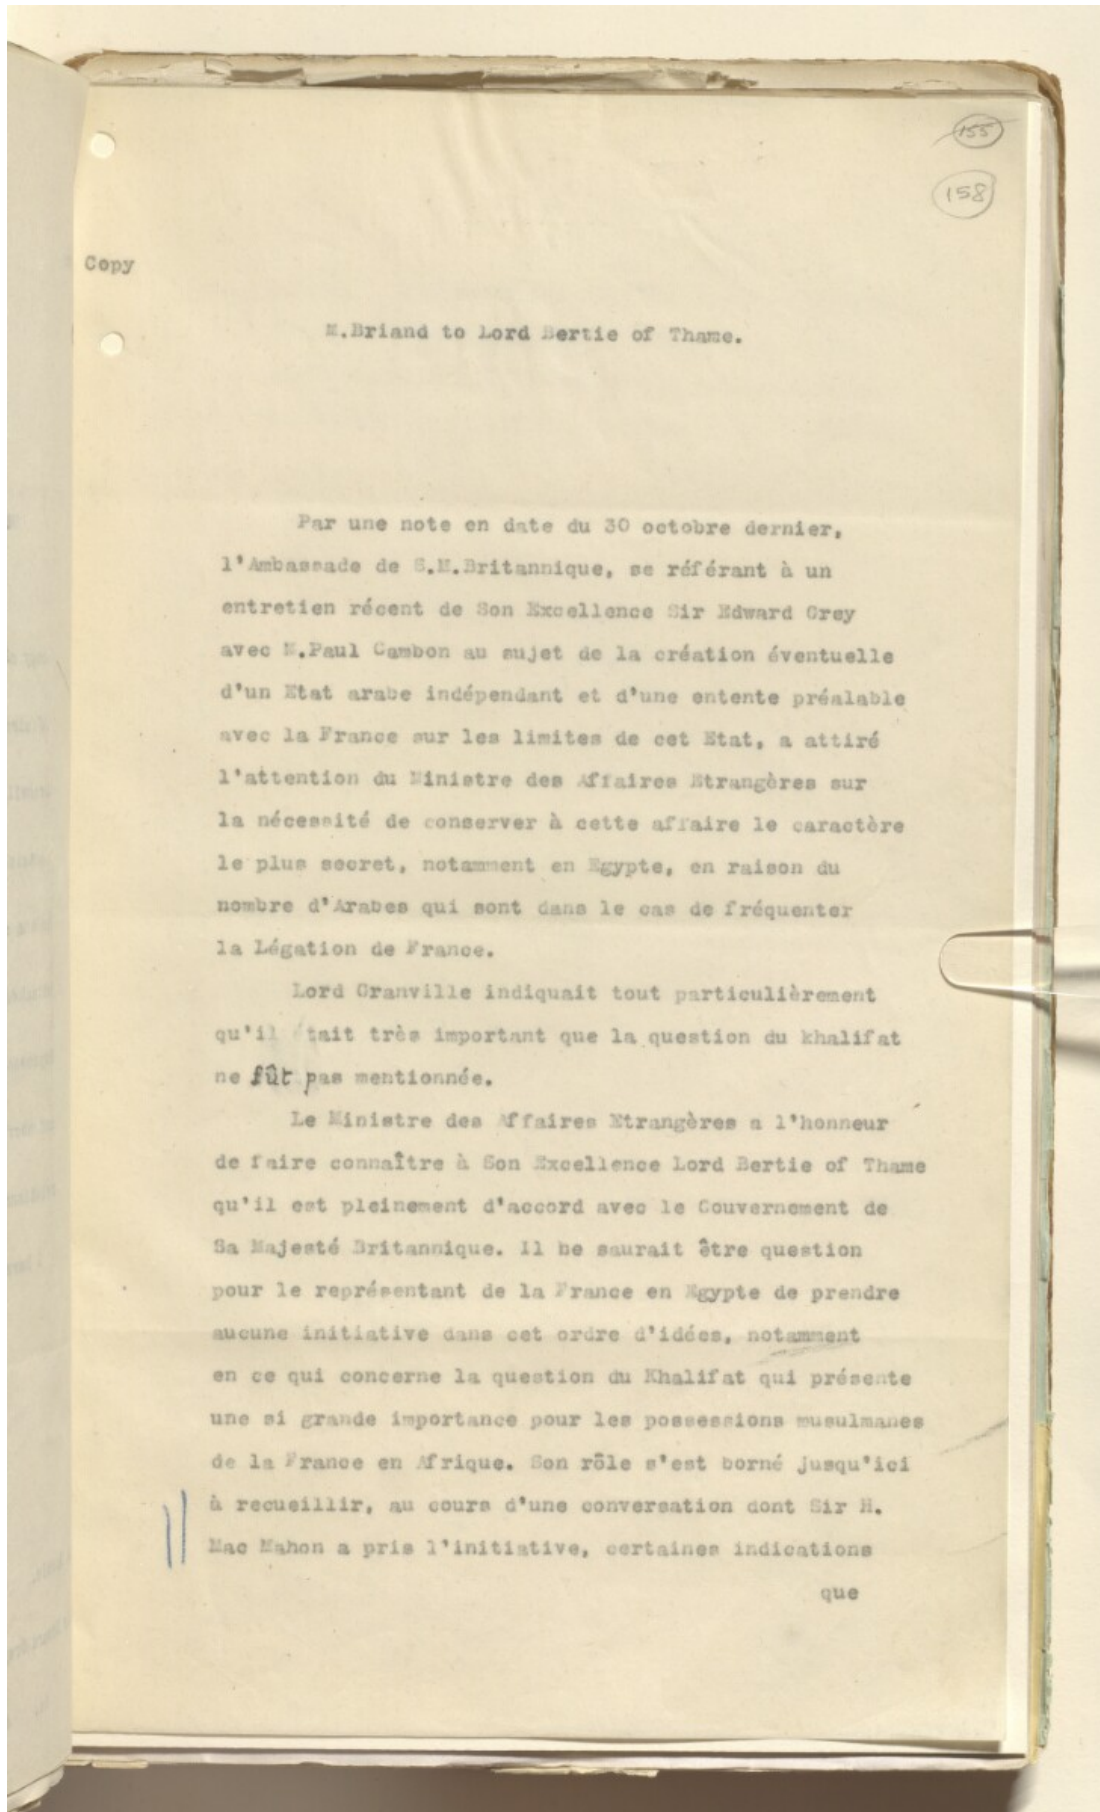 155
158
Copy
M.Briand to Lord Bertie of Thame.
Par une note en date du 30 octobre dernier,
l'Ambassade de S.M.Britannique, se référant à un
entretien récent de Son Excellence Sir Edward Grey
avec M.Paul Cambon au sujet de la création éventuelle
d'un Etat arabe indépendant et d'une entente préalable
avec la France sur les limites de cet Etat, a attiré
l'attention du Ministre des Affaires Etrangères sur
la nécessité de conserver à cette affaire le caractère
le plus secret, notamment en Egypte, en raison du
nombre d'Arabes qui sont dans le cas de fréquenter
la Légation de France.
Lord Granville indiquait tout particulièrement
qu'il était très important que la question du khalifat
ne fût pas mentionnée.
Le Ministre des Affaires Etrangères a l'honneur
de faire connaître à Son Excellence Lord Bertie of Thame
qu'il est pleinement d'accord avec le Gouvernement de
Sa Majesté Britannique. Il he saurait être question
pour le représentant de la France en Egypte de prendre
aucune initiative dans cet ordre d'idées, notamment
en ce qui concerne la question du Khalifat qui présente
une si grande importance pour les possessions musulmanes
de la France en Afrique. Son rôle s'est borné jusqu'ici
à recueillir, au cours d'une conversation dont Sir H.
Mac Mahon a pris l'initiative, certaines indications
que